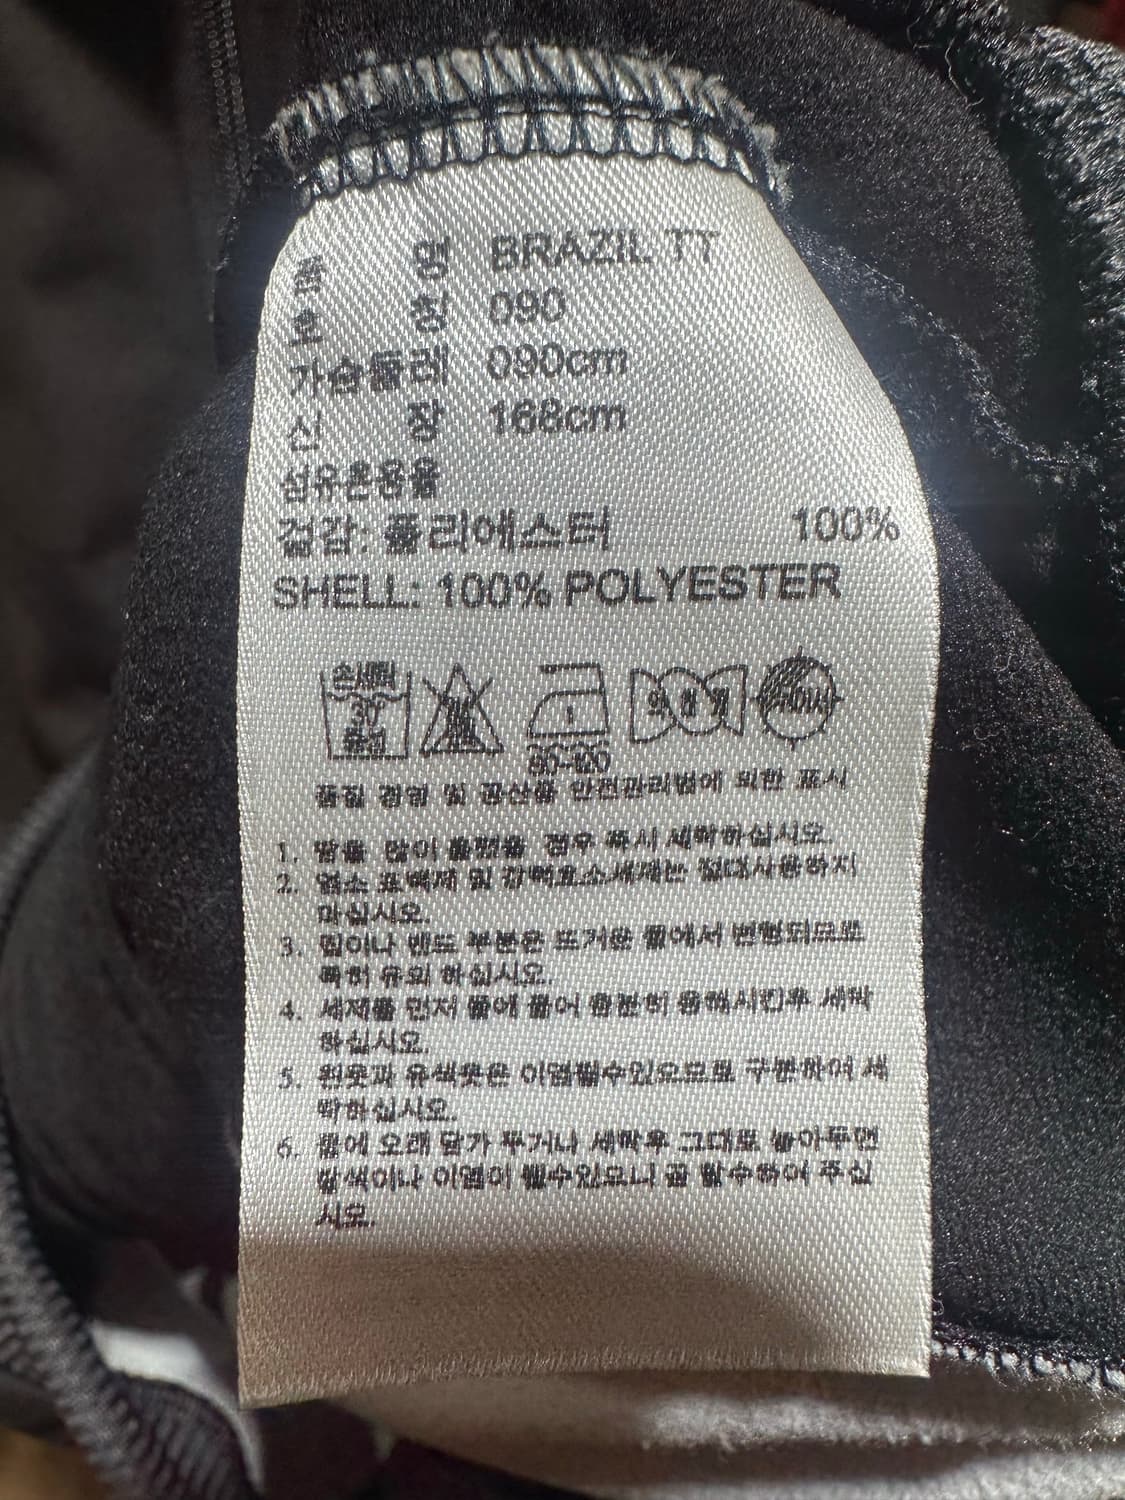 품 명 BRAZIL TT
호 칭 090
가슴둘레 090cm
신 장 168cm
섬유혼용율
겉감: 폴리에스터 100%
SHELL: 100% POLYESTER
손세탁
30
중성
80-120
품질 경영 및 공산품 안전관리법에 의한 표시
1. 땀을 많이 흘렸을 경우 즉시 세탁하십시오.
2. 염소 표백제 및 강력효소세제는 절대사용하지
마십시오.
3. 밑이나 밴드 부분은 뜨거운 물에서 변형되므로
특히 유의 하십시오.
4. 세제를 먼저 물에 풀어 충분히 용해시킨후 세탁
하십시오.
5. 흰옷과 유색옷은 이염될수있으므로 구분하여 세
탁하십시오.
6. 물에 오래 담가 두거나 세탁후 그대로 놓아두면
탈색이나 이염이 될수있으니 곧 탈수하여 주십
시오.